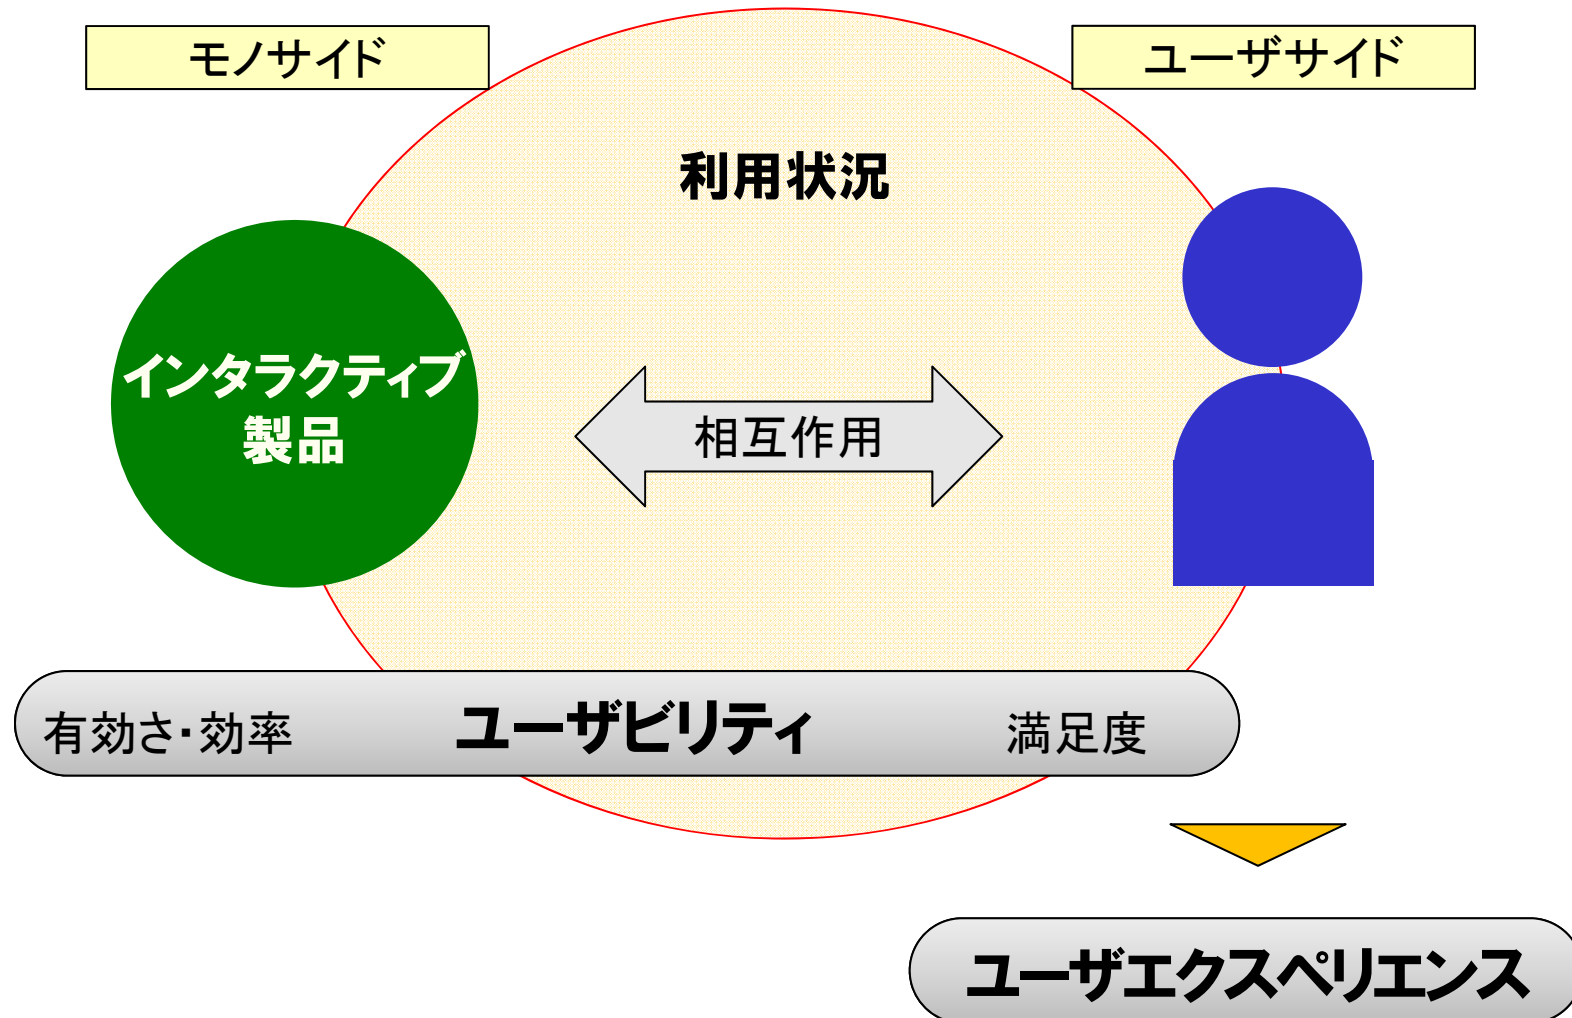 モノサイド
ユーザサイド
利用状況
インタラクティブ
製品
相互作用
有効さ・効率
ユーザビリティ
満足度
ユーザエクスペリエンス